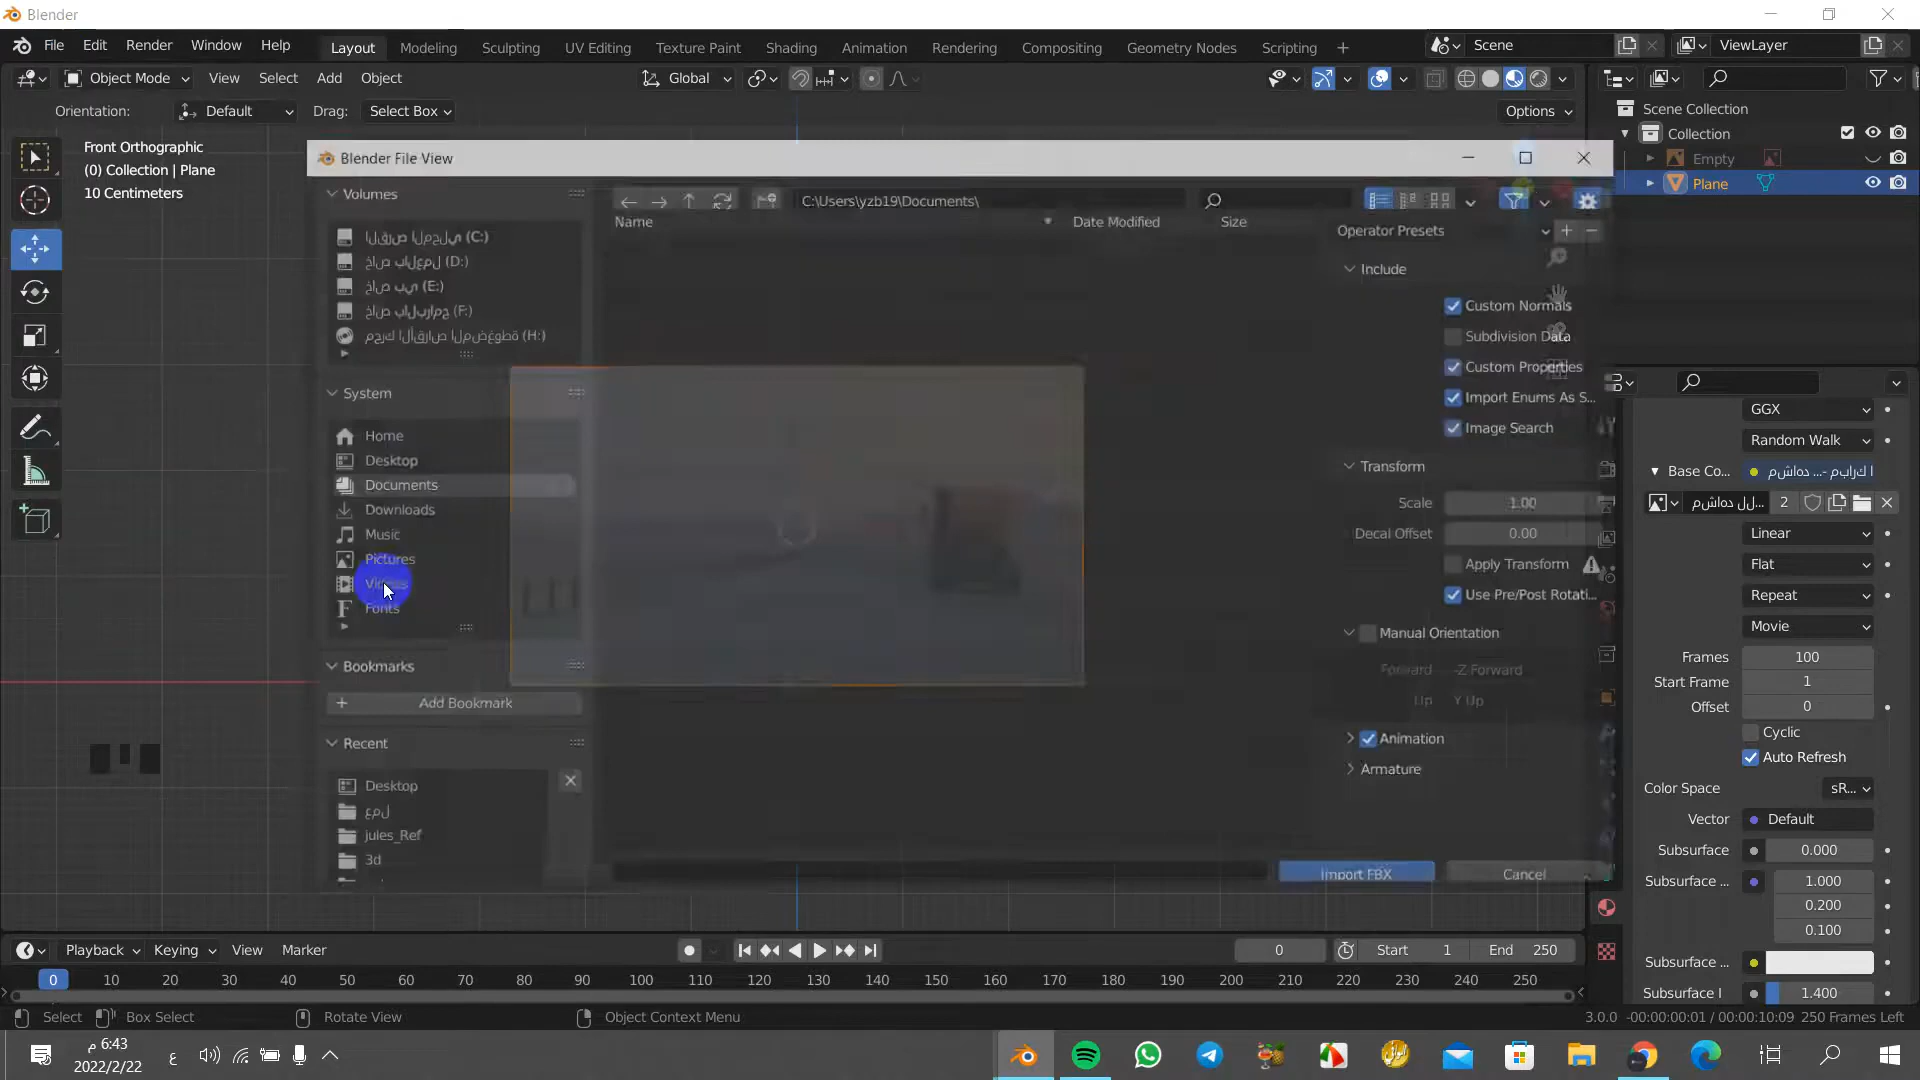 Blender
File Edit Render Window Help Layout Modeling Sculpting UV Editing Texture Paint Shading Animation Rendering Compositing Geometry Nodes Scripting + Scene ViewLayer
Object Mode View Select Add Object Global
Orientation: Default Drag: Select Box Options
Front Orthographic
(0) Collection | Plane
10 Centimeters
Scene Collection
Collection
Empty
Plane
Blender File View
Volumes
(C:)
(D:)
(E:)
(F:)
(H:)
System
Home
Desktop
Documents
Downloads
Music
Pictures
Videos
Fonts
Bookmarks
Add Bookmark
Recent
Desktop
jules_Ref
3d
C:\Users\yzb19\Documents\
Name Date Modified Size
Operator Presets
Include
Custom Normals
Subdivision Data
Custom Properties
Import Enums As S...
Image Search
Transform
Scale 1.00
Decal Offset 0.00
Apply Transform
Use Pre/Post Rotati...
Manual Orientation
Forward -Z Forward
Up Y Up
Animation
Armature
Import FBX Cancel
GGX
Random Walk
Base Co...
2
Linear
Flat
Repeat
Movie
Frames 100
Start Frame 1
Offset 0
Cyclic
Auto Refresh
Color Space sR...
Vector Default
Subsurface 0.000
Subsurface ... 1.000
0.200
0.100
Subsurface ...
Subsurface I 1.400
Playback Keying View Marker 0 Start 1 End 250
0 10 20 30 40 50 60 70 80 90 100 110 120 130 140 150 160 170 180 190 200 210 220 230 240 250
Select Box Select Rotate View Object Context Menu 3.0.0 -00:00:00:01 / 00:00:10:09 250 Frames Left
6:43 م
2022/2/22
ع